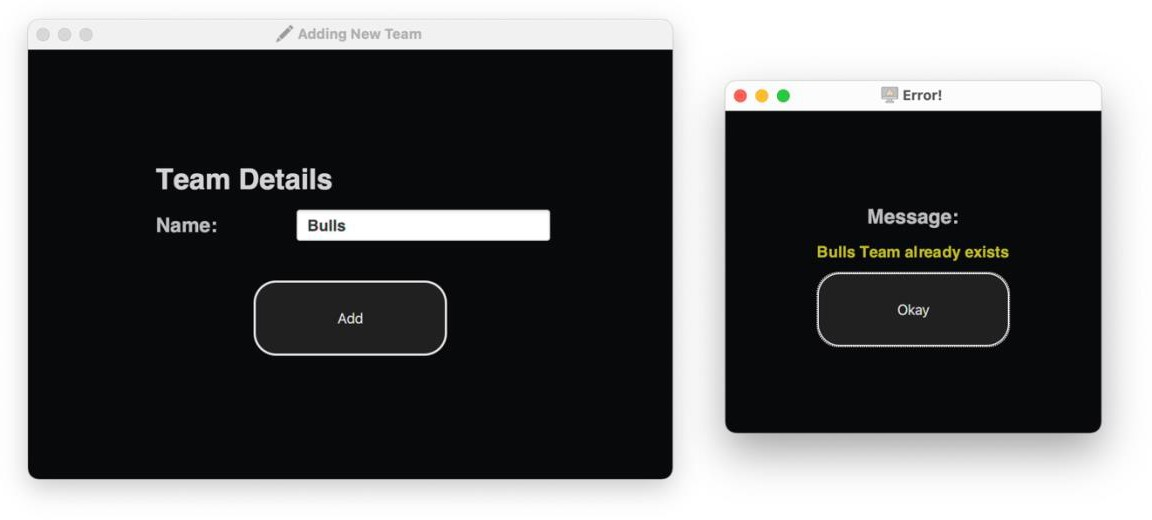 Adding New Team
Team Details
Name:
Bulls
Add
Error!
Message:
Bulls Team already exists
Okay